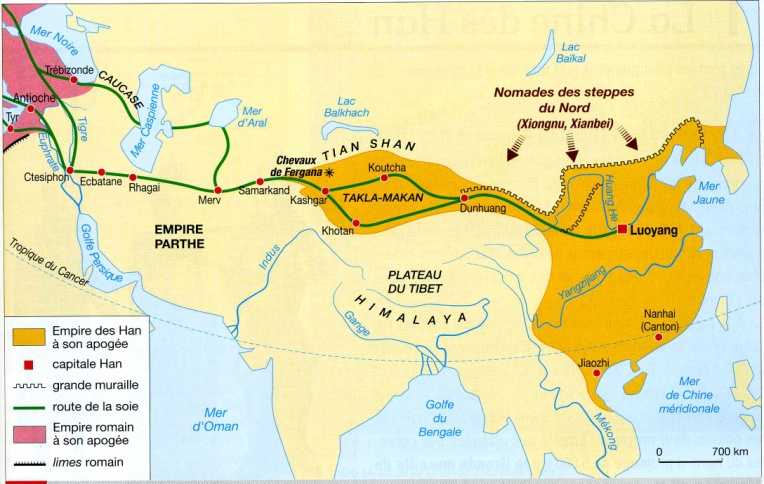 Mer Noire
Trébizonde
CAUCASE
Mer Caspienne
Mer
d'Aral
Lac
Balkhach
Lac
Baïkal
Nomades des steppes
du Nord
(Xiongnu, Xianbei)
Antioche
Tyr
Tigre
Euphrate
Ctesiphon
Ecbatane
Rhagai
Merv
Samarkand
Chevaux
de Fergana
TIAN SHAN
Koutcha
Kashgar
TAKLA-MAKAN
Khotan
Dunhuang
Huang He
Mer
Jaune
Luoyang
EMPIRE
PARTHE
Golfe Persique
Tropique du Cancer
Indus
PLATEAU
DU TIBET
HIMALAYA
Gange
Yangzijiang
Nanhai
(Canton)
Jiaozhi
Mékong
Mer
d'Oman
Golfe
du
Bengale
Mer
de Chine
méridionale
0 700 km
Empire des Han
à son apogée
capitale Han
grande muraille
route de la soie
Empire romain
à son apogée
limes romain